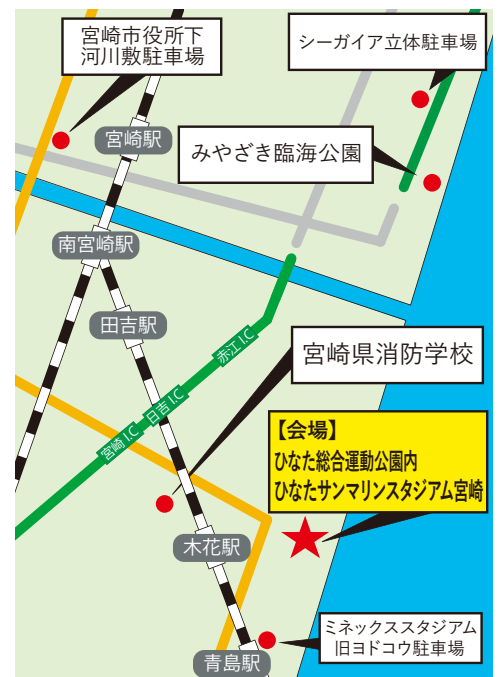 宮崎市役所下
河川敷駐車場
シーガイア立体駐車場
宮崎駅
みやざき臨海公園
南宮崎駅
田吉駅
赤江I.C
宮崎県消防学校
日吉I.C
宮崎I.C
【会場】
ひなた総合運動公園内
ひなたサンマリンスタジアム宮崎
木花駅
ミネックススタジアム
旧ヨドコウ駐車場
青島駅